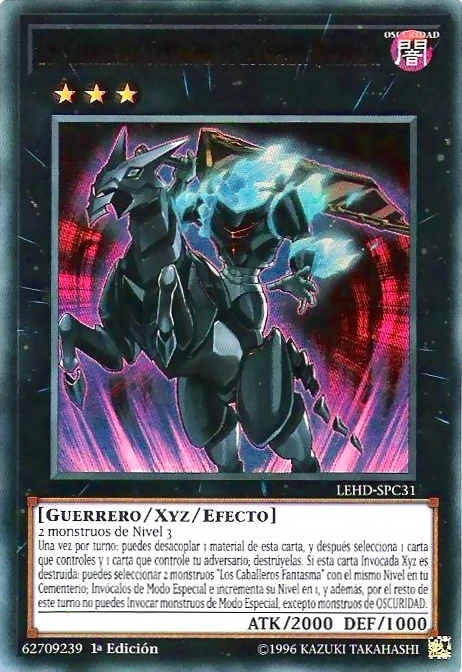 OSCURIDAD
闇
LEHD-SPC31
[GUERRERO/XYZ/EFECTO]
2 monstruos de Nivel 3
Una vez por turno: puedes desacoplar 1 material de esta carta, y después selecciona 1 carta
que controles y 1 carta que controle tu adversario; destrúyelas. Si esta carta Invocada Xyz es
destruida: puedes seleccionar 2 monstruos "Los Caballeros Fantasma" con el mismo Nivel en tu
Cementerio; Invócalos de Modo Especial e incrementa su Nivel en 1, y además, por el resto de
este turno no puedes Invocar monstruos de Modo Especial, excepto monstruos de OSCURIDAD.
ATK/2000 DEF/1000
62709239 1ª Edición ©1996 KAZUKI TAKAHASHI